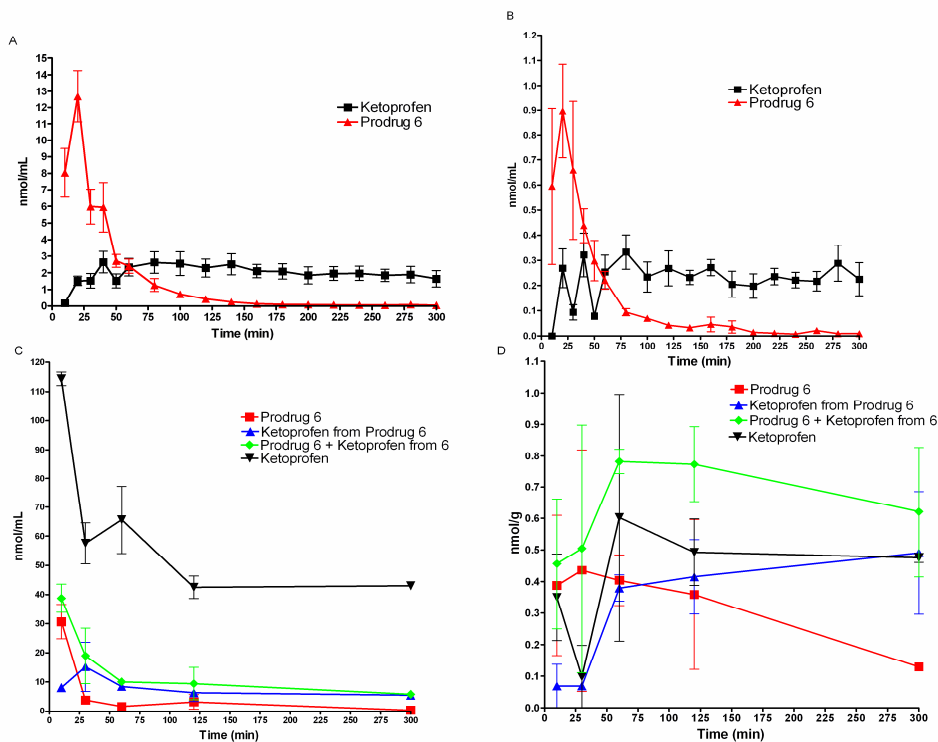 A
15
14
13
12
11
10
9
8
7
6
5
4
3
2
1
0
nmol/mL
Ketoprofen
Prodrug 6
0 25 50 75 100 125 150 175 200 225 250 275 300
Time (min)
B
1.2
1.1
1.0
0.9
0.8
0.7
0.6
0.5
0.4
0.3
0.2
0.1
0.0
nmol/mL
Ketoprofen
Prodrug 6
0 25 50 75 100 125 150 175 200 225 250 275 300
Time (min)
C
120
110
100
90
80
70
60
50
40
30
20
10
0
nmol/mL
Prodrug 6
Ketoprofen from Prodrug 6
Prodrug 6 + Ketoprofen from 6
Ketoprofen
0 25 50 75 100 125 150 175 200 225 250 275 300
Time (min)
D
1.1
1.0
0.9
0.8
0.7
0.6
0.5
0.4
0.3
0.2
0.1
0.0
nmol/g
Prodrug 6
Ketoprofen from Prodrug 6
Prodrug 6 + Ketoprofen from 6
Ketoprofen
0 25 50 75 100 125 150 175 200 225 250 275 300
Time (min)